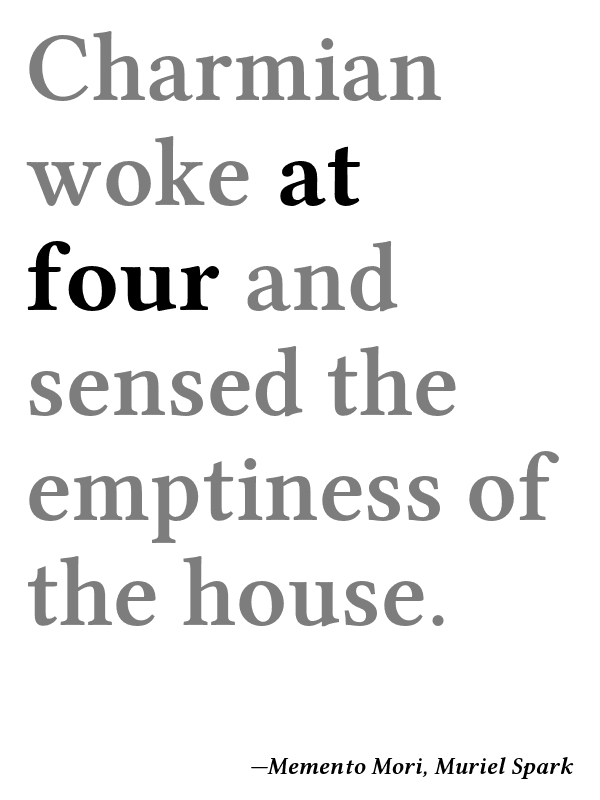 Charmian
woke at
four and
sensed the
emptiness of
the house.
—Memento Mori, Muriel Spark